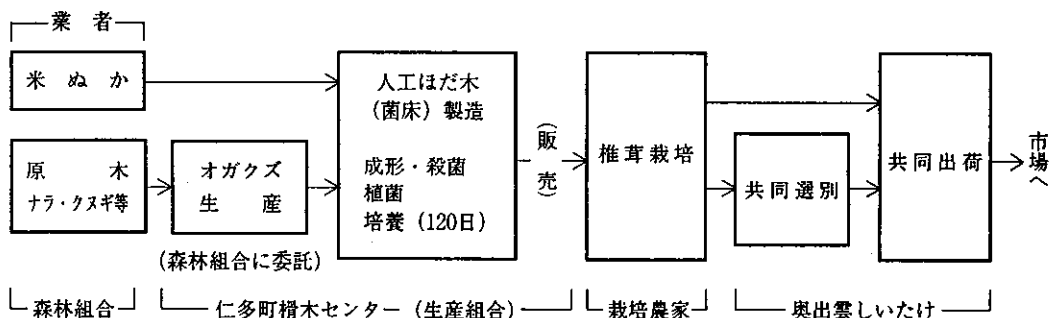 業者
米ぬか
原木
ナラ・クヌギ等
オガクズ
生産
(森林組合に委託)
人工ほだ木
(菌床)製造
成形・殺菌
植菌
培養(120日)
(販売)
椎茸栽培
共同選別
共同出荷
市場へ
森林組合
仁多町榾木センター(生産組合)
栽培農家
奥出雲しいたけ